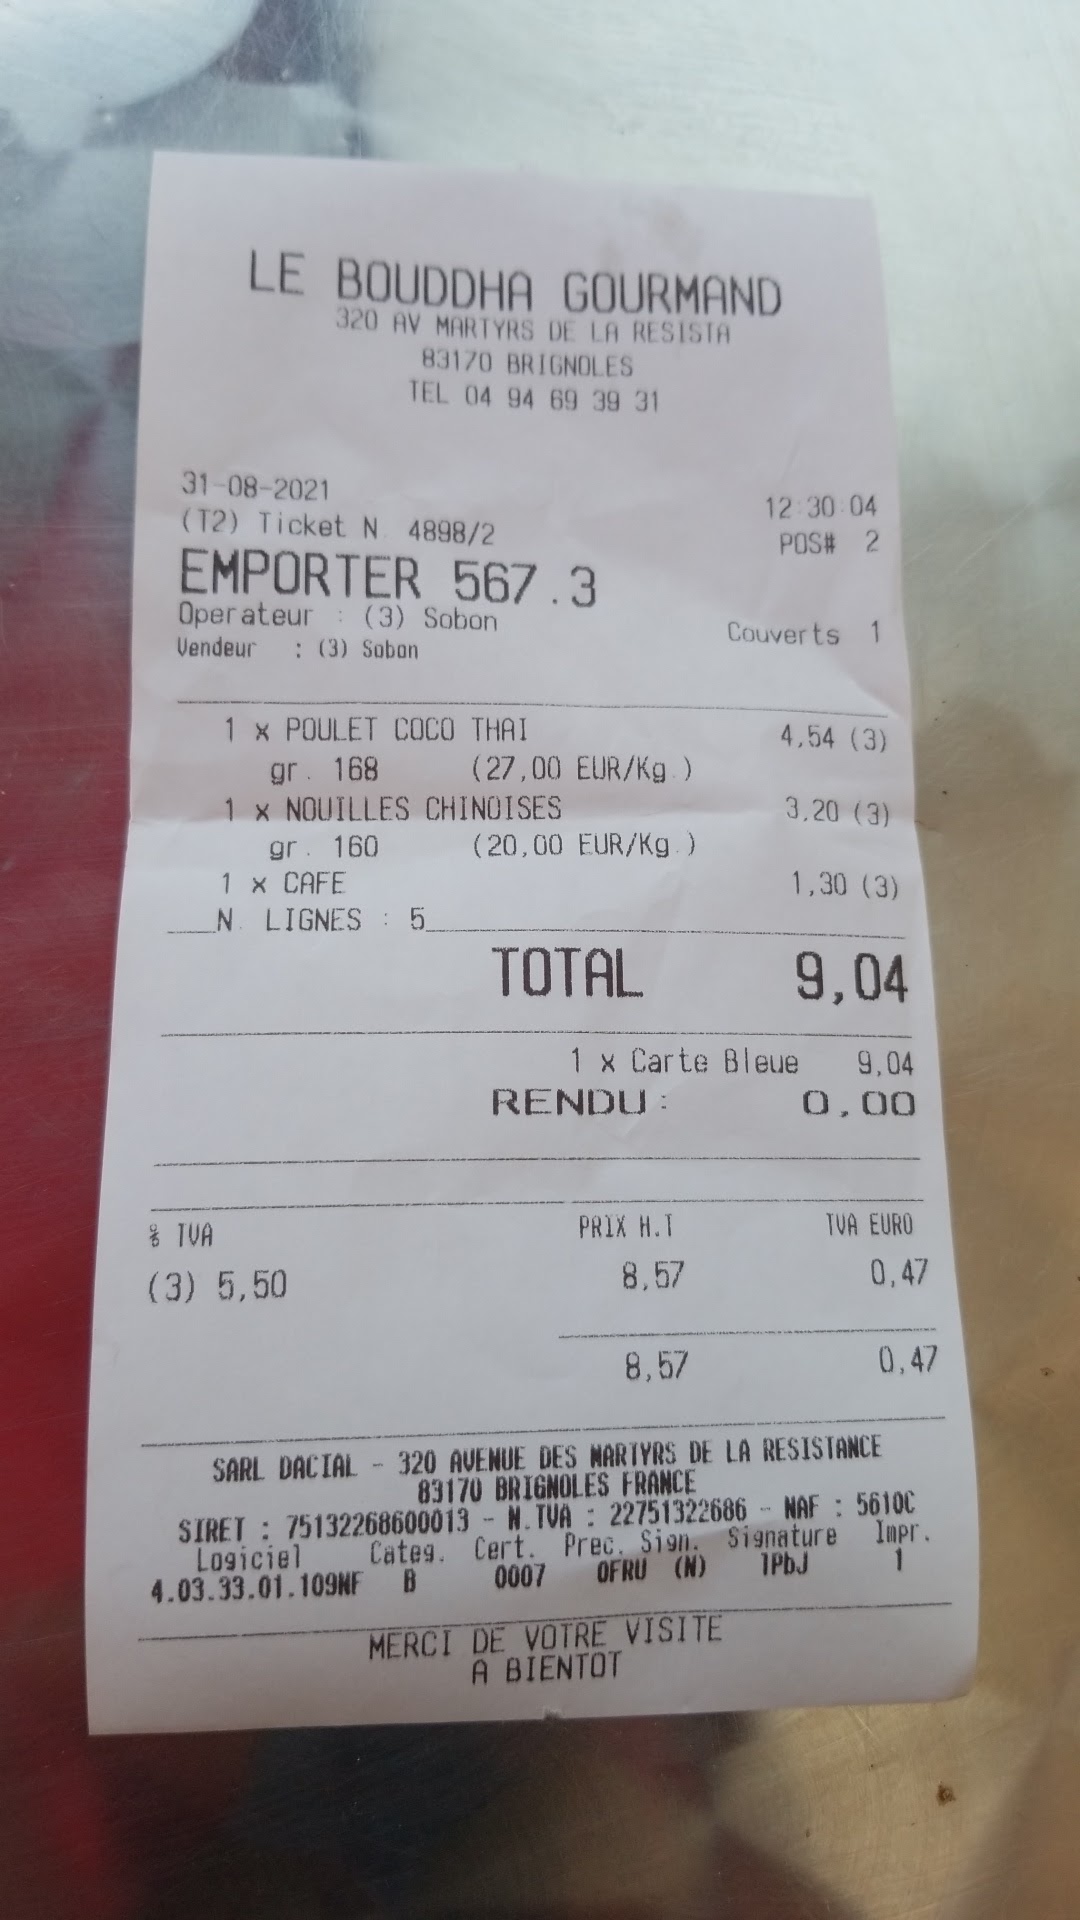 LE BOUDDHA GOURMAND
320 AV MARTYRS DE LA RESISTA
83170 BRIGNOLES
TEL 04 94 69 39 31
31-08-2021 12:30:04
(T2) Ticket N. 4898/2 POS# 2
EMPORTER 567.3
Operateur : (3) Sobon Couverts 1
Vendeur : (3) Sobon
1 x POULET COCO THAI 4,54 (3)
gr. 168 (27,00 EUR/Kg.)
1 x NOUILLES CHINOISES 3,20 (3)
gr. 160 (20,00 EUR/Kg.)
1 x CAFE 1,30 (3)
N. LIGNES : 5
TOTAL 9,04
1 x Carte Bleue 9,04
RENDU: 0,00
% TVA PRIX H.T TVA EURO
(3) 5,50 8,57 0,47
8,57 0,47
SARL DACIAL - 320 AVENUE DES MARTYRS DE LA RESISTANCE
83170 BRIGNOLES FRANCE
SIRET : 75132268600013 - N.TVA : 22751322686 - NAF : 5610C
Logiciel Categ. Cert. Prec. Sign. Signature Impr.
4.03.33.01.109NF B 0007 OFRU (N) 1PbJ 1
MERCI DE VOTRE VISITE
A BIENTOT